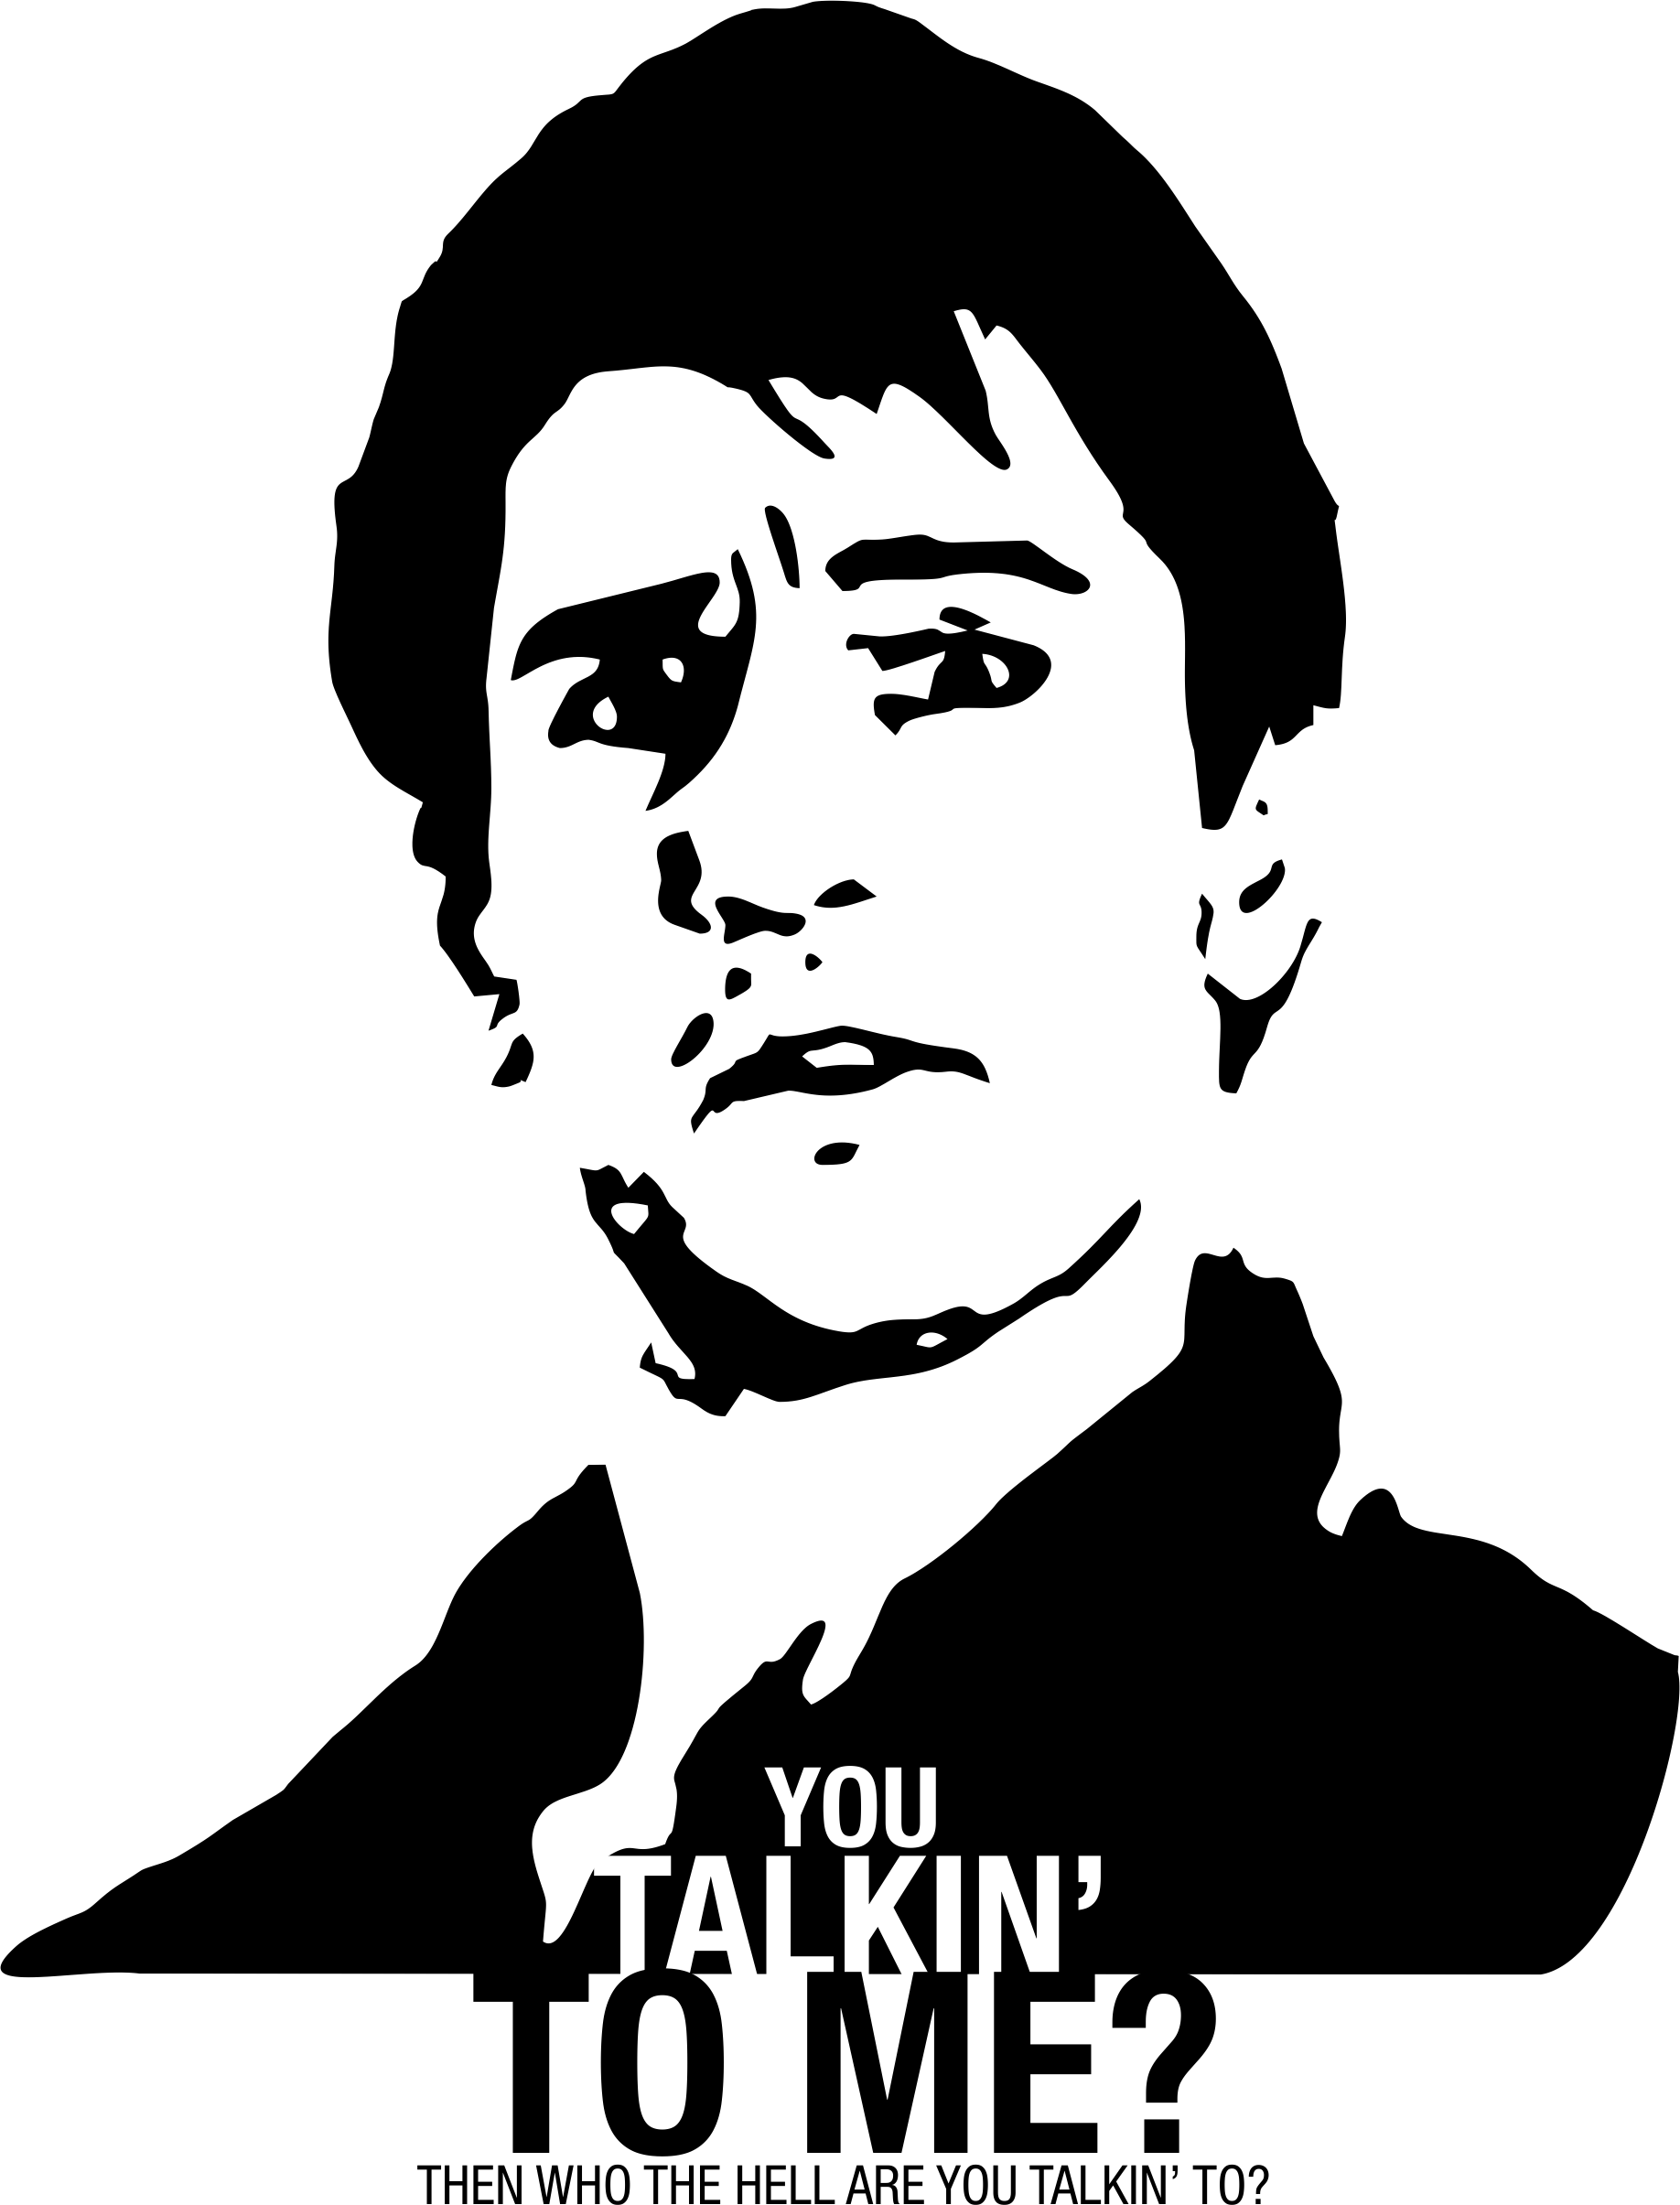 YOU
TALKIN'
TO ME?
THEN WHO THE HELL ARE YOU TALKIN' TO?